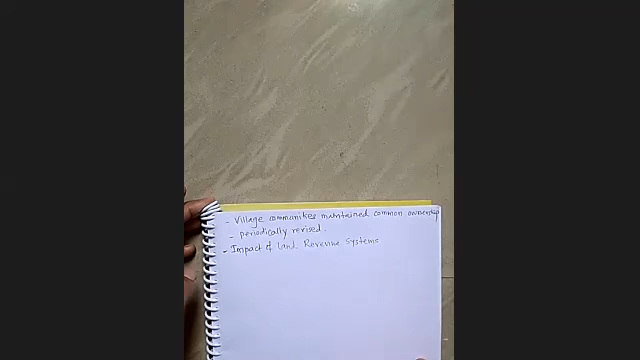 - Village communities maintained common ownership
- periodically revised.
- Impact of Land Revenue Systems